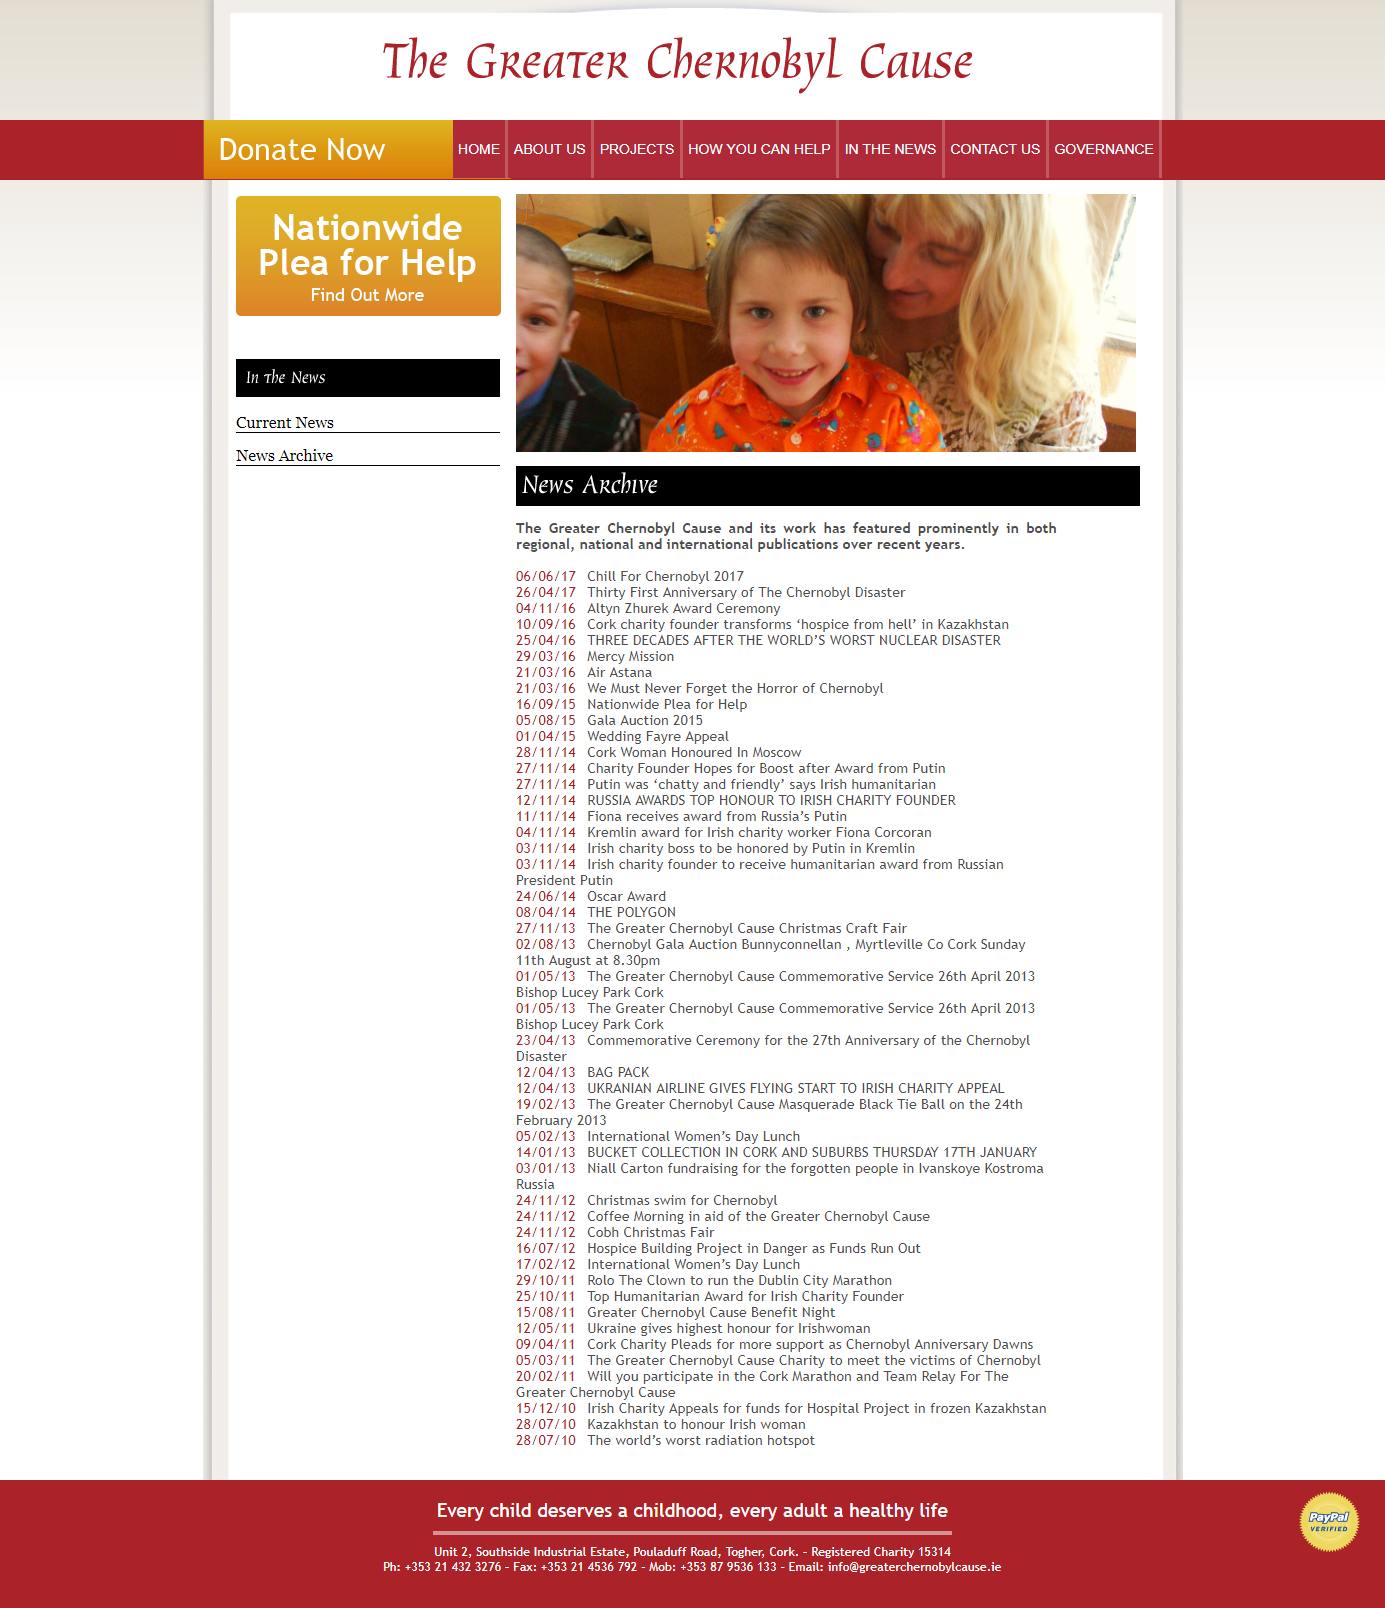 The Greater Chernobyl Cause
Donate Now
HOME
ABOUT US
PROJECTS
HOW YOU CAN HELP
IN THE NEWS
CONTACT US
GOVERNANCE
Nationwide
Plea for Help
Find Out More
In the News
Current News
News Archive
News Archive
The Greater Chernobyl Cause and its work has featured prominently in both
regional, national and international publications over recent years.
06/06/17 Chill For Chernobyl 2017
26/04/17 Thirty First Anniversary of The Chernobyl Disaster
04/11/16 Altyn Zhurek Award Ceremony
10/09/16 Cork charity founder transforms ‘hospice from hell’ in Kazakhstan
25/04/16 THREE DECADES AFTER THE WORLD’S WORST NUCLEAR DISASTER
29/03/16 Mercy Mission
21/03/16 Air Astana
21/03/16 We Must Never Forget the Horror of Chernobyl
16/09/15 Nationwide Plea for Help
05/08/15 Gala Auction 2015
01/04/15 Wedding Fayre Appeal
28/11/14 Cork Woman Honoured In Moscow
27/11/14 Charity Founder Hopes for Boost after Award from Putin
27/11/14 Putin was ‘chatty and friendly’ says Irish humanitarian
12/11/14 RUSSIA AWARDS TOP HONOUR TO IRISH CHARITY FOUNDER
11/11/14 Fiona receives award from Russia’s Putin
04/11/14 Kremlin award for Irish charity worker Fiona Corcoran
03/11/14 Irish charity boss to be honored by Putin in Kremlin
03/11/14 Irish charity founder to receive humanitarian award from Russian
President Putin
24/06/14 Oscar Award
08/04/14 THE POLYGON
27/11/13 The Greater Chernobyl Cause Christmas Craft Fair
02/08/13 Chernobyl Gala Auction Bunnyconnellan , Myrtleville Co Cork Sunday
11th August at 8.30pm
01/05/13 The Greater Chernobyl Cause Commemorative Service 26th April 2013
Bishop Lucey Park Cork
01/05/13 The Greater Chernobyl Cause Commemorative Service 26th April 2013
Bishop Lucey Park Cork
23/04/13 Commemorative Ceremony for the 27th Anniversary of the Chernobyl
Disaster
12/04/13 BAG PACK
12/04/13 UKRANIAN AIRLINE GIVES FLYING START TO IRISH CHARITY APPEAL
19/02/13 The Greater Chernobyl Cause Masquerade Black Tie Ball on the 24th
February 2013
05/02/13 International Women’s Day Lunch
14/01/13 BUCKET COLLECTION IN CORK AND SUBURBS THURSDAY 17TH JANUARY
03/01/13 Niall Carton fundraising for the forgotten people in Ivanskoye Kostroma
Russia
24/11/12 Christmas swim for Chernobyl
24/11/12 Coffee Morning in aid of the Greater Chernobyl Cause
24/11/12 Cobh Christmas Fair
16/07/12 Hospice Building Project in Danger as Funds Run Out
17/02/12 International Women’s Day Lunch
29/10/11 Rolo The Clown to run the Dublin City Marathon
25/10/11 Top Humanitarian Award for Irish Charity Founder
15/08/11 Greater Chernobyl Cause Benefit Night
12/05/11 Ukraine gives highest honour for Irishwoman
09/04/11 Cork Charity Pleads for more support as Chernobyl Anniversary Dawns
05/03/11 The Greater Chernobyl Cause Charity to meet the victims of Chernobyl
20/02/11 Will you participate in the Cork Marathon and Team Relay For The
Greater Chernobyl Cause
15/12/10 Irish Charity Appeals for funds for Hospital Project in frozen Kazakhstan
28/07/10 Kazakhstan to honour Irish woman
28/07/10 The world’s worst radiation hotspot
Every child deserves a childhood, every adult a healthy life
Unit 2, Southside Industrial Estate, Pouladuff Road, Togher, Cork. – Registered Charity 15314
Ph: +353 21 432 3276 – Fax: +353 21 4536 792 – Mob: +353 87 9536 133 – Email: info@greaterchernobylcause.ie
PayPal
VERIFIED